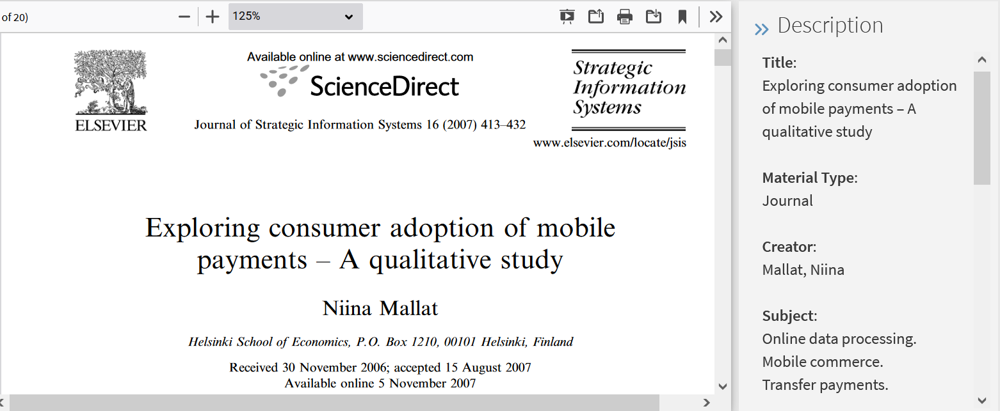 of 20)
125%
Available online at www.sciencedirect.com
ScienceDirect
ELSEVIER
Journal of Strategic Information Systems 16 (2007) 413–432
Strategic
Information
Systems
www.elsevier.com/locate/jsis
Exploring consumer adoption of mobile
payments – A qualitative study
Niina Mallat
Helsinki School of Economics, P.O. Box 1210, 00101 Helsinki, Finland
Received 30 November 2006; accepted 15 August 2007
Available online 5 November 2007
Description
Title:
Exploring consumer adoption
of mobile payments – A
qualitative study
Material Type:
Journal
Creator:
Mallat, Niina
Subject:
Online data processing.
Mobile commerce.
Transfer payments.